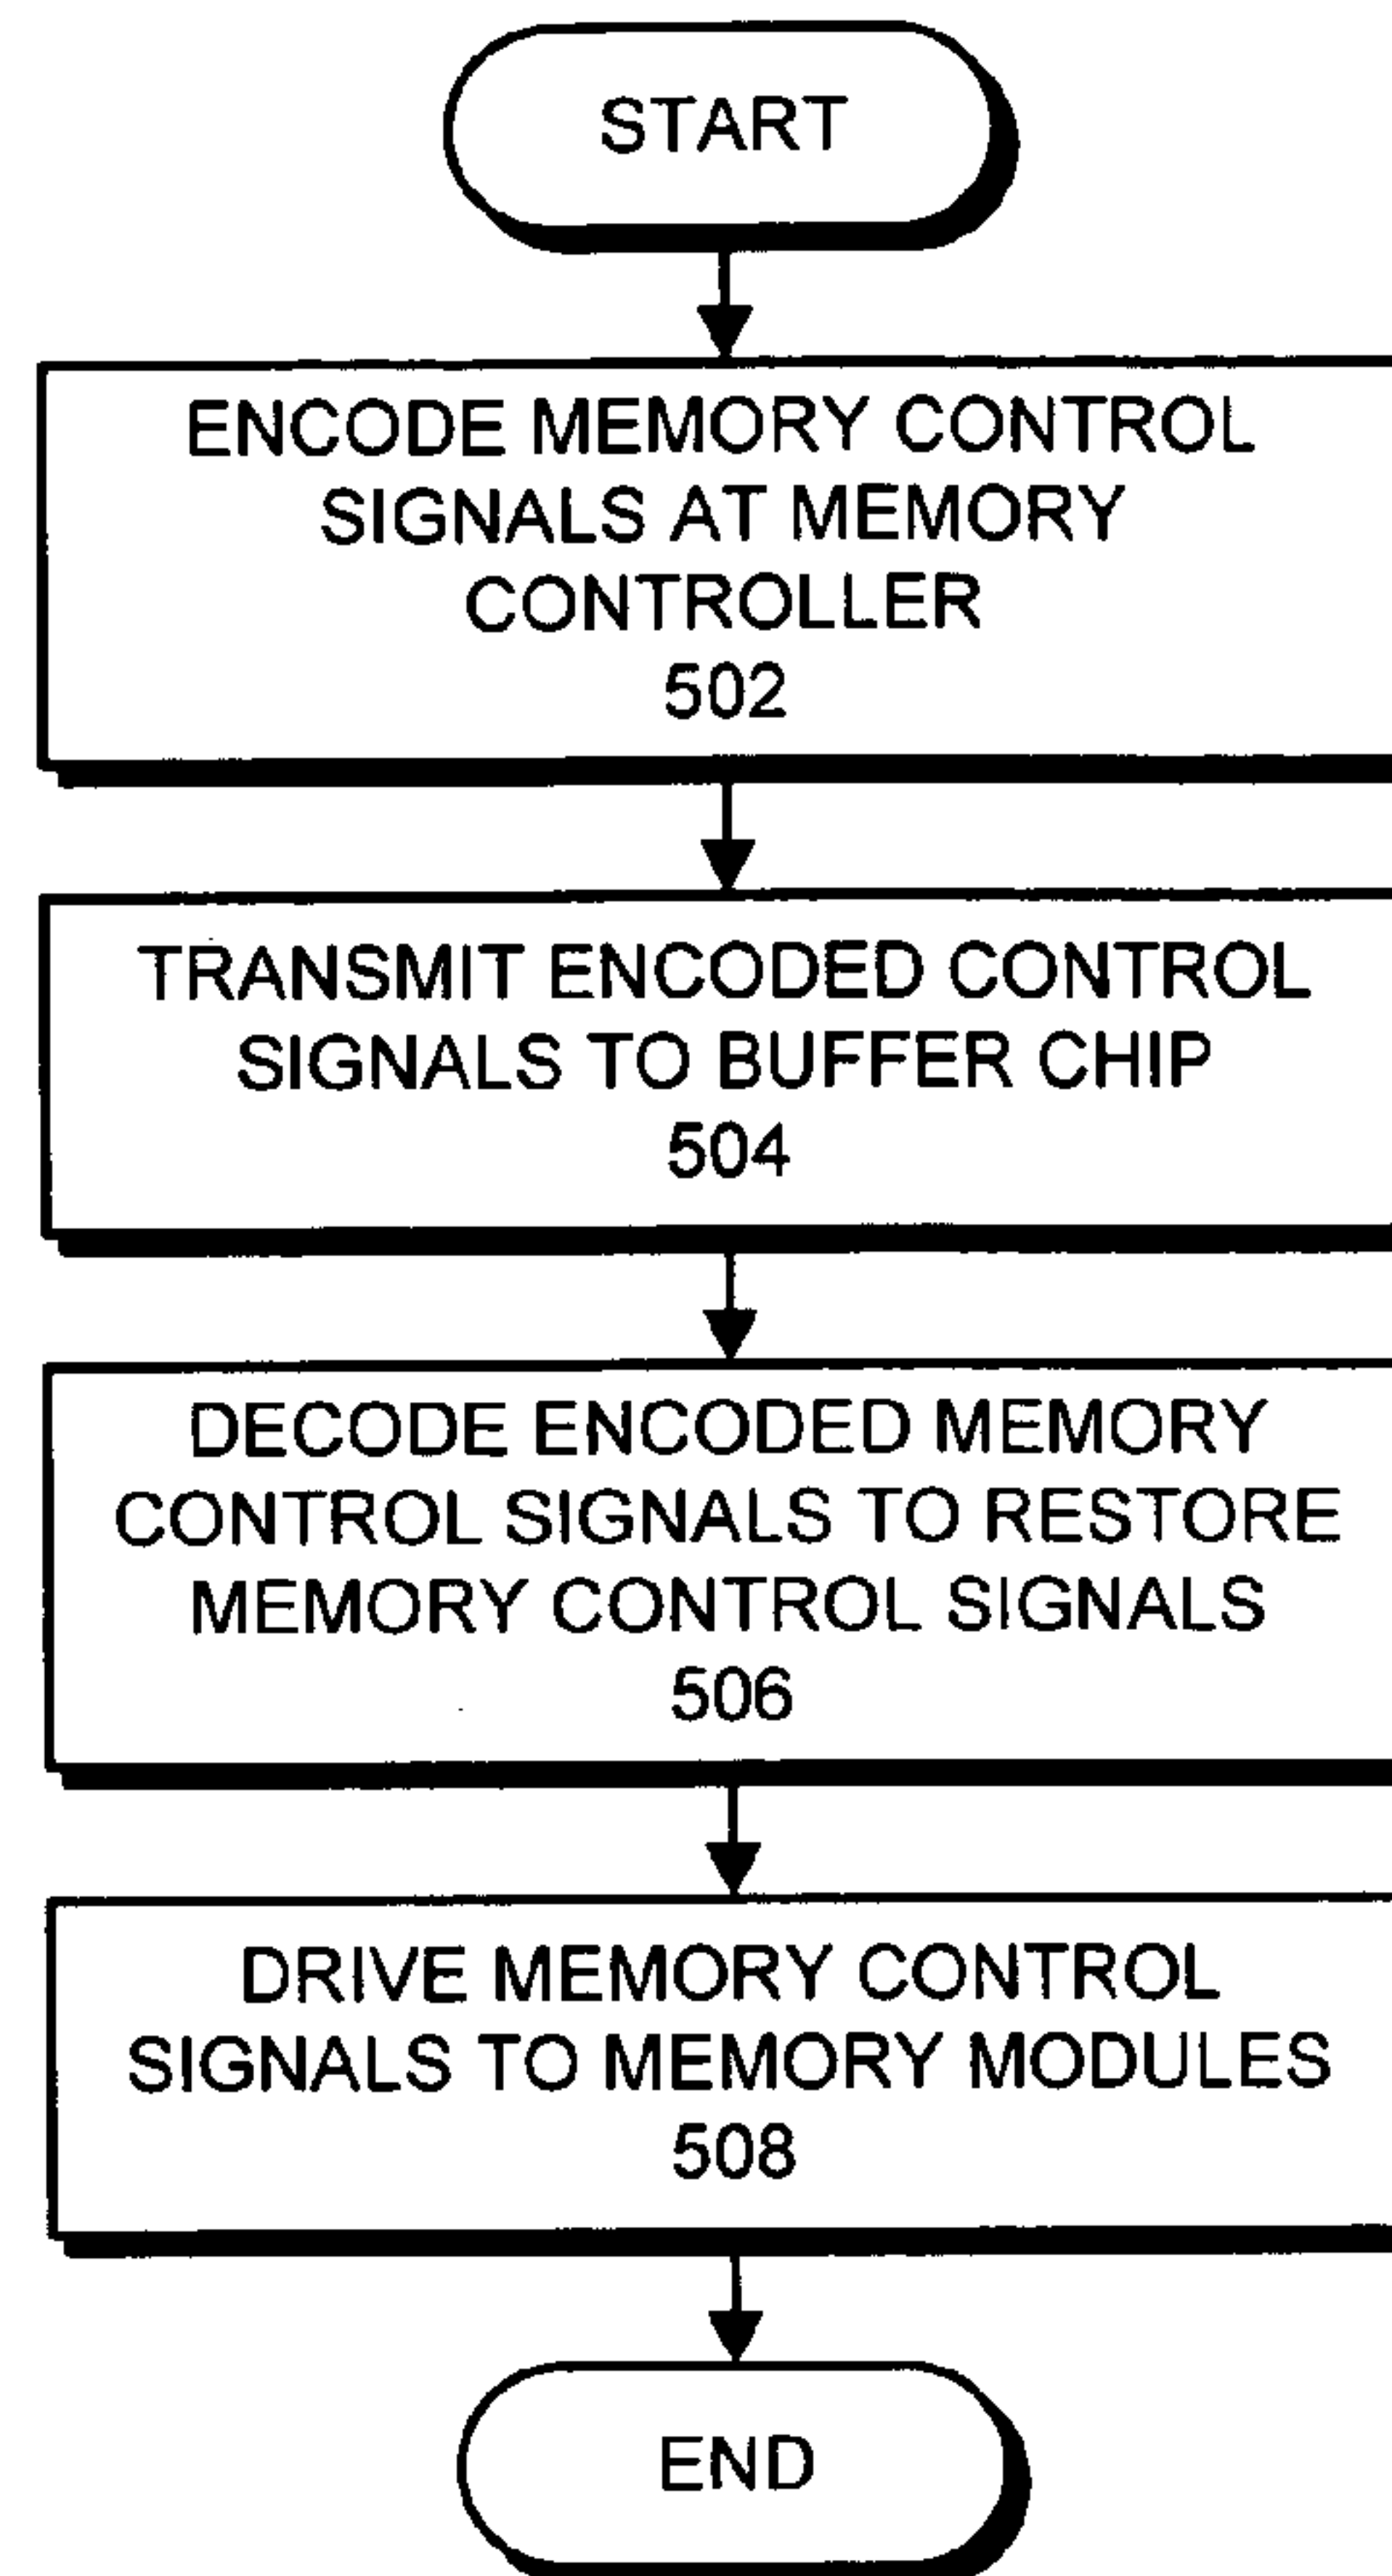 START
ENCODE MEMORY CONTROL
SIGNALS AT MEMORY
CONTROLLER
502
TRANSMIT ENCODED CONTROL
SIGNALS TO BUFFER CHIP
504
DECODE ENCODED MEMORY
CONTROL SIGNALS TO RESTORE
MEMORY CONTROL SIGNALS
506
DRIVE MEMORY CONTROL
SIGNALS TO MEMORY MODULES
508
END